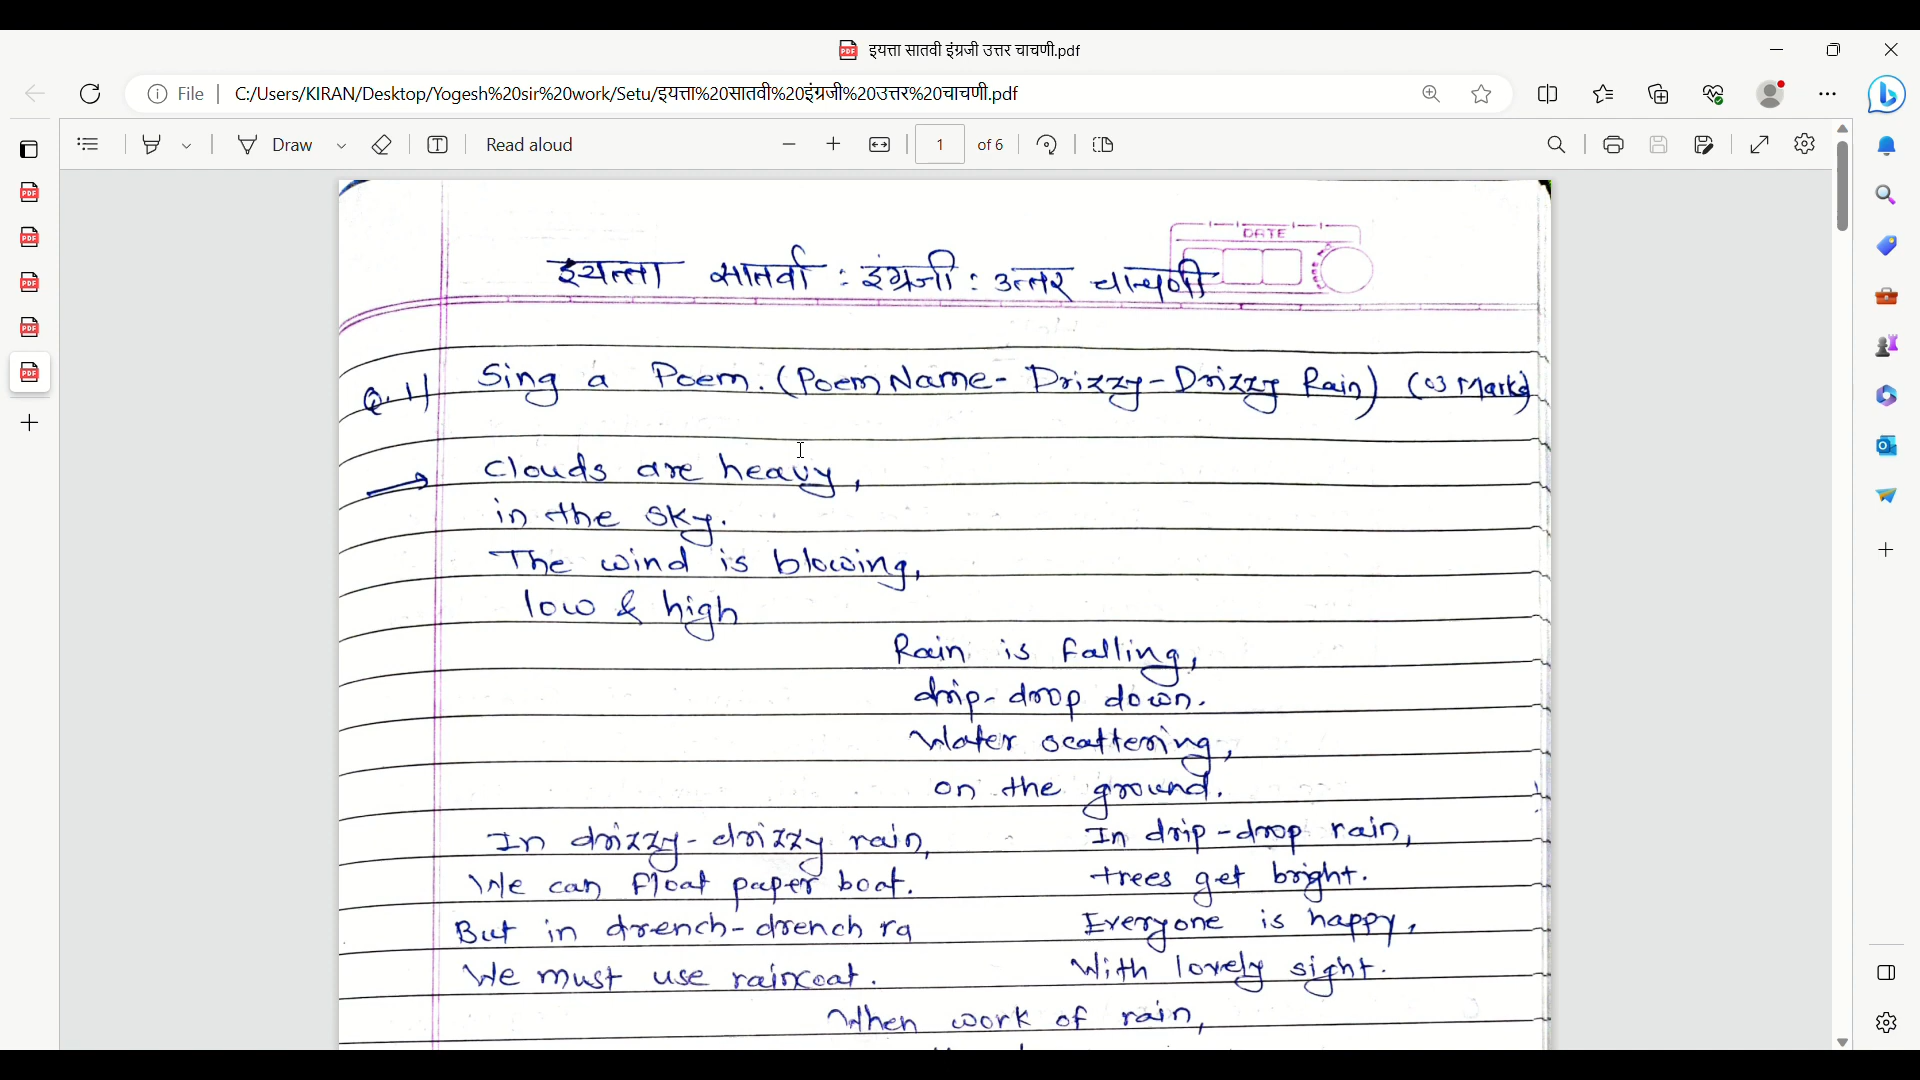 इयत्ता सातवी इंग्रजी उत्तर चाचणी.pdf
File | C:/Users/KIRAN/Desktop/Yogesh%20sir%20work/Setu/इयत्ता%20सातवी%20इंग्रजी%20उत्तर%20चाचणी.pdf
Draw Read aloud 1 of 6
DATE
इयत्ता सातवी : इंग्रजी : उत्तर चाचणी
Q.1) Sing a Poem. (Poem Name- Drizzy-Drizzy Rain) (03 Marks)
→ Clouds are heavy,
in the sky.
The wind is blowing,
low & high
Rain is falling,
drip-drop down.
Water scattering,
on the ground.
In drizzy-drizzy rain,
We can float paper boat.
But in drench-drench ra
We must use raincoat.
In drip-drop rain,
trees get bright.
Everyone is happy,
With lovely sight.
When work of rain,